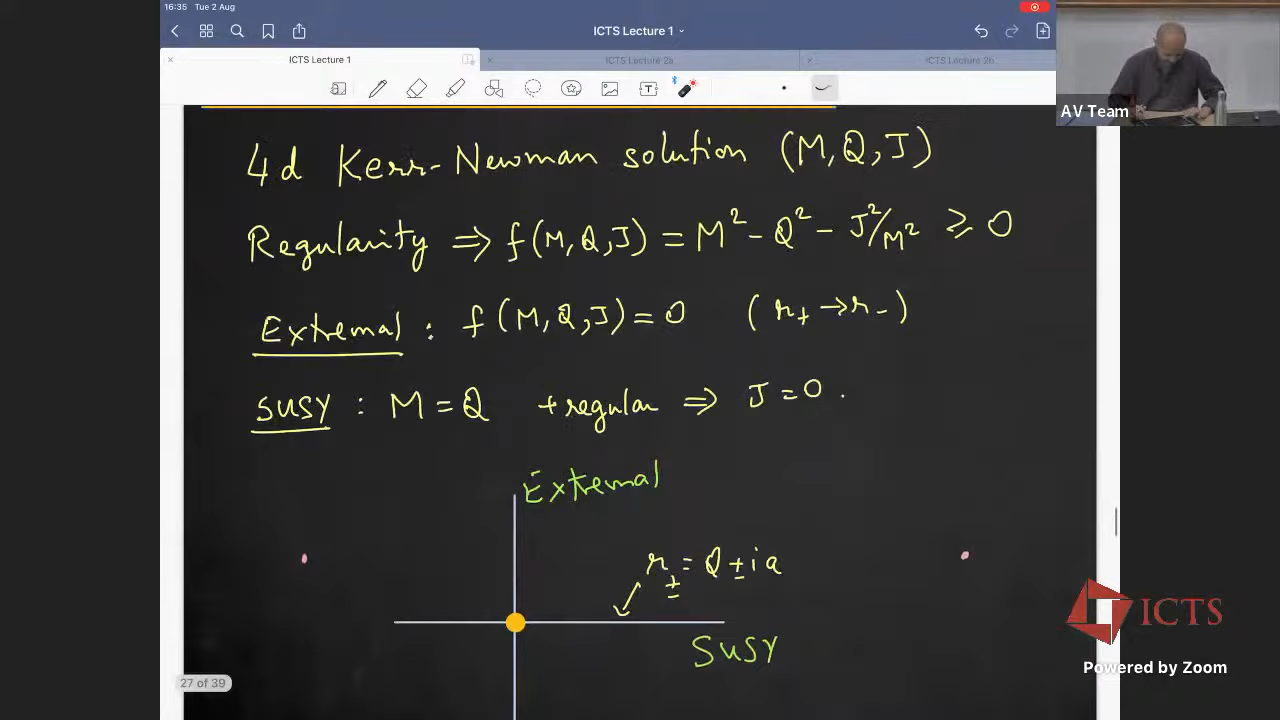 16:35 Tue 2 Aug
ICTS Lecture 1
ICTS Lecture 1
ICTS Lecture 2a
ICTS Lecture 2b
AV Team
4d Kerr-Newman solution (M, Q, J)
Regularity ⇒ f(M, Q, J) = M² - Q² - J²/M² ≥ 0
Extremal : f(M, Q, J) = 0 (r₊ → r₋)
SUSY : M = Q + regular ⇒ J = 0 .
Extremal
r± = Q ± ia
SUSY
ICTS
Powered by Zoom
27 of 39